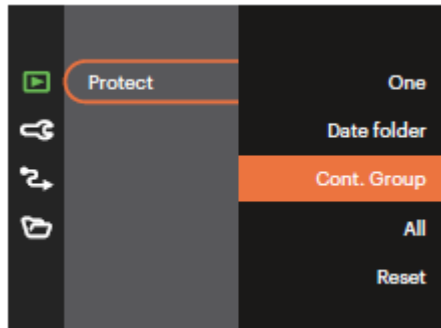 Protect
One
Date folder
Cont. Group
All
Reset